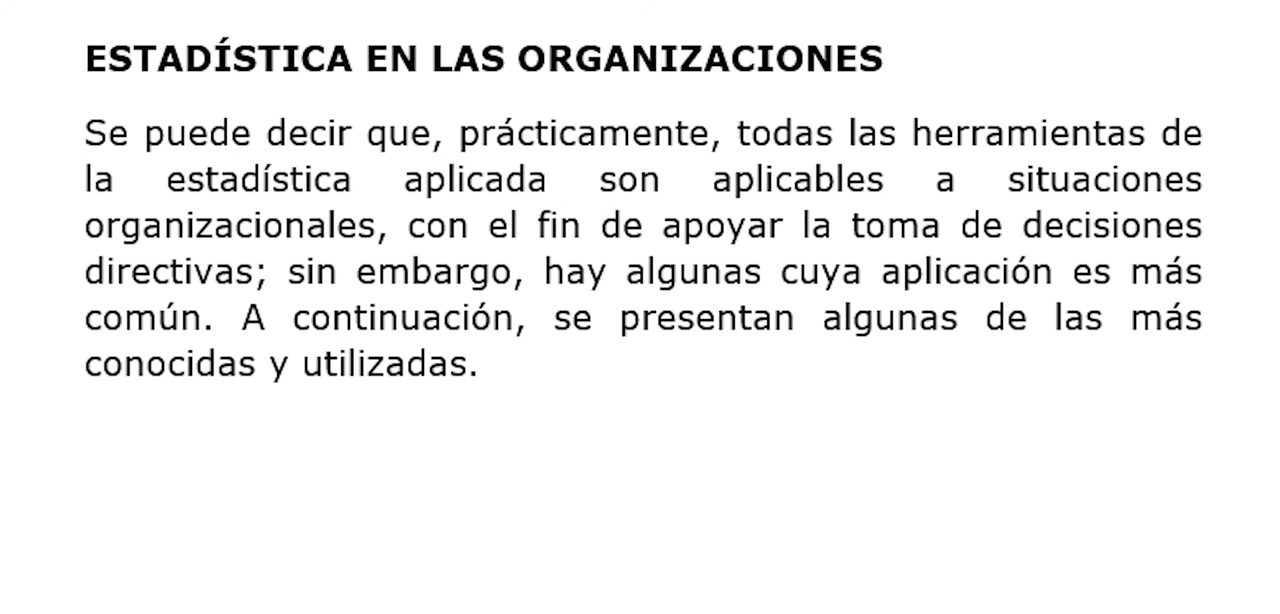 ESTADÍSTICA EN LAS ORGANIZACIONES
Se puede decir que, prácticamente, todas las herramientas de
la estadística aplicada son aplicables a situaciones
organizacionales, con el fin de apoyar la toma de decisiones
directivas; sin embargo, hay algunas cuya aplicación es más
común. A continuación, se presentan algunas de las más
conocidas y utilizadas.